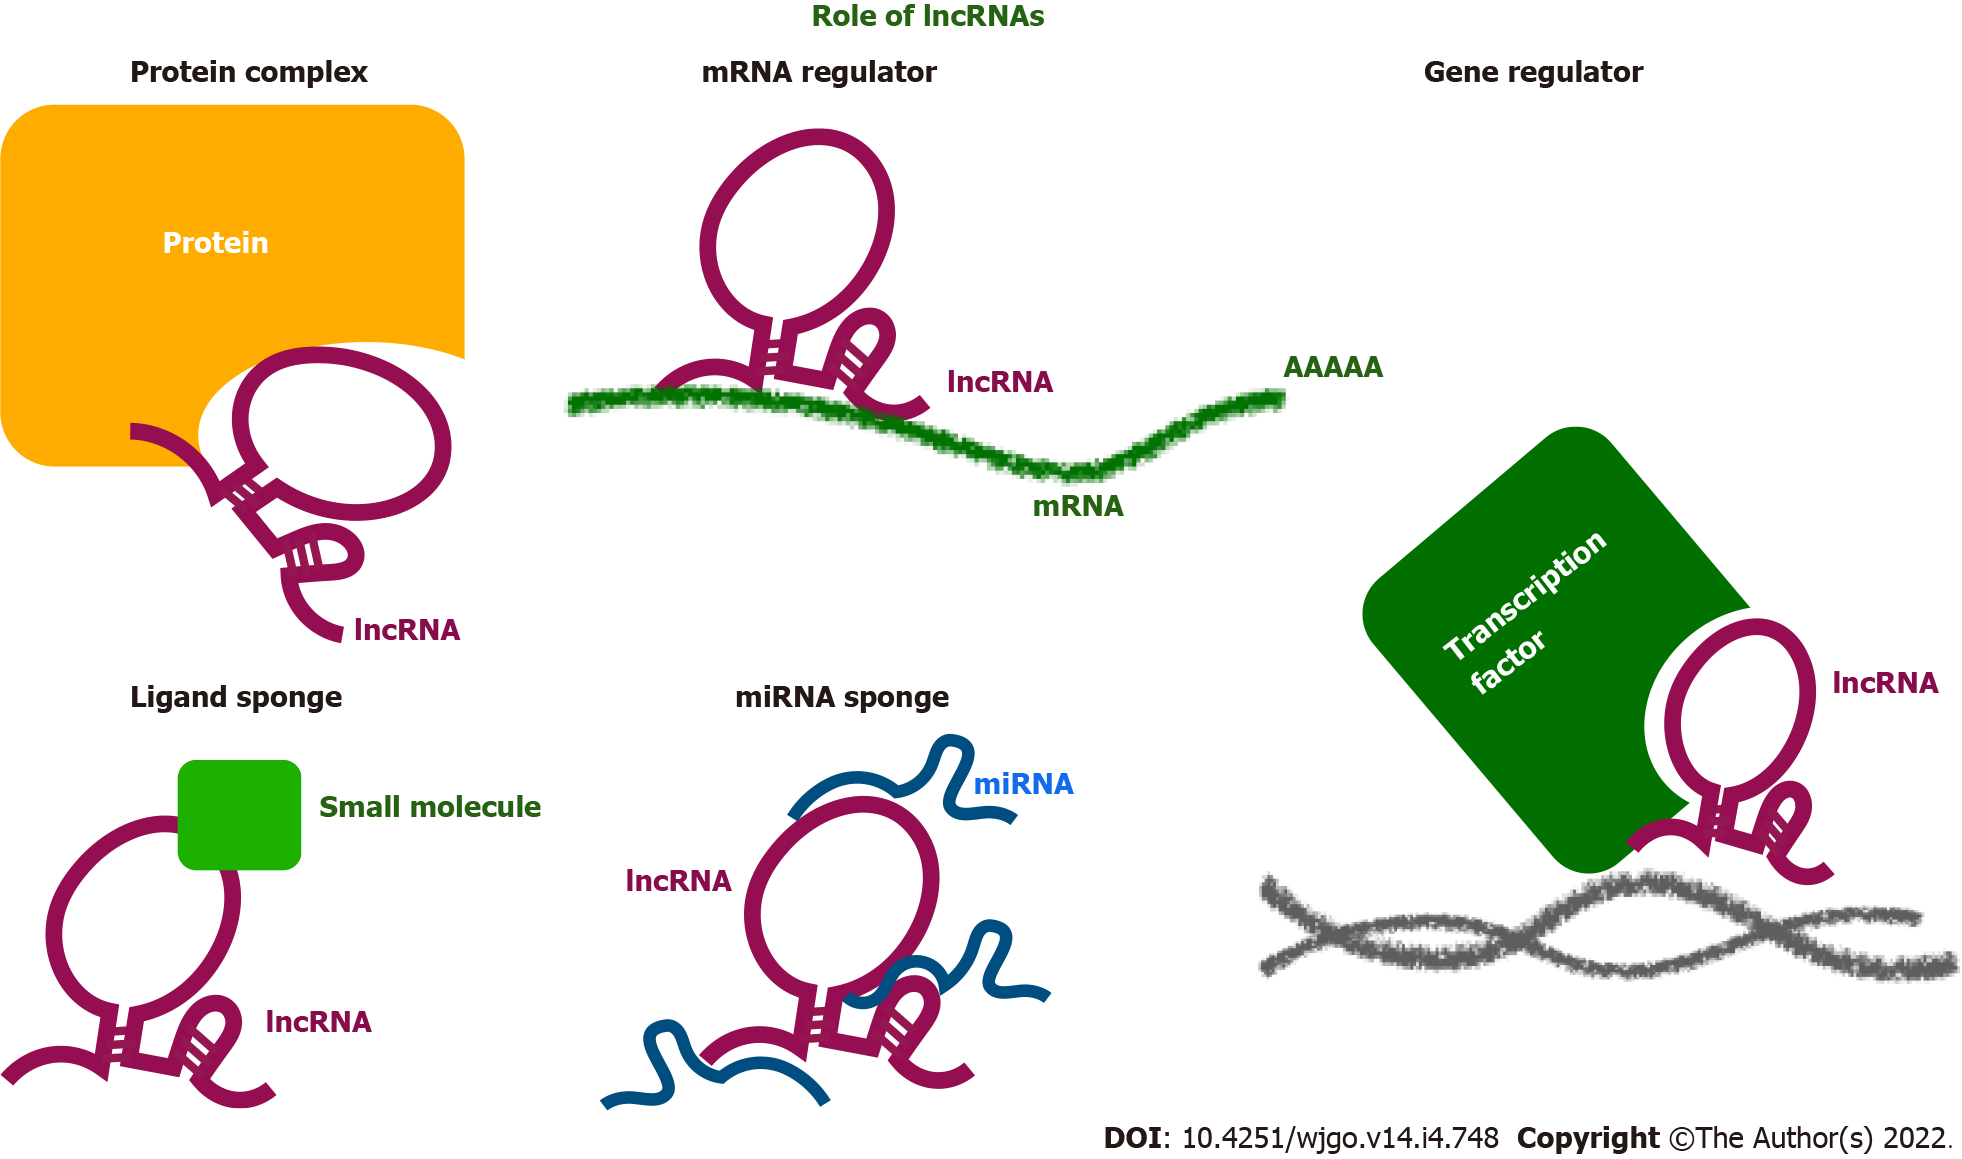 Role of lncRNAs
Protein complex
Protein
lncRNA
mRNA regulator
lncRNA
AAAAA
mRNA
Gene regulator
Transcription
factor
lncRNA
Ligand sponge
Small molecule
lncRNA
miRNA sponge
miRNA
lncRNA
DOI: 10.4251/wjgo.v14.i4.748 Copyright ©The Author(s) 2022.